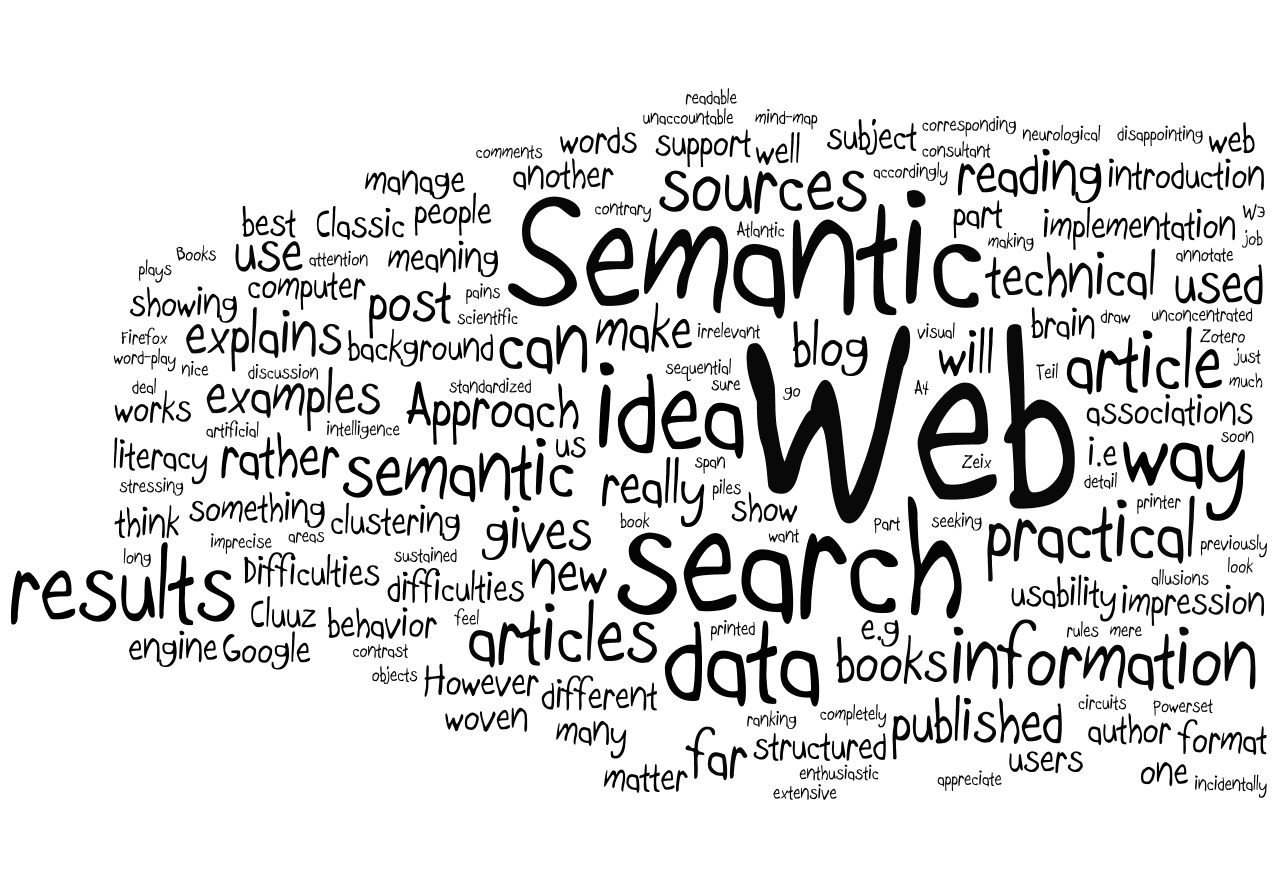 readable
unaccountable mind-map
comments words support well subject corresponding neurological disappointing web
consultant
manage another sources accordingly reading introduction
best Classic people Semantic contrary Atlantic part implementation W3
making job
Books use attention meaning technical annotate
plays computer used
showing post pains
scientific
Firefox explains background can make irrelevant blog visual will brain draw unconcentrated
Zotero
word-play nice discussion sequential Web Teil article just
deal standardized sure go A4 much
works examples Approach idea associations
artificial intelligence us soon
literacy rather semantic span Zeix i.e way
stressing really piles detail
think something clustering gives book show Part seeking printer
imprecise areas want practical previously
long sustained search look
results Difficulties difficulties new allusions
usability impression
Cluuz behavior feel articles printed e.g rules mere
engine Google contrast data books information
objects However different
woven many ranking completely published circuits Powerset
author format
matter far structured users
enthusiastic one
extensive appreciate incidentally